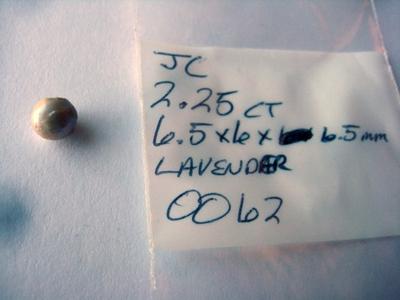 JC
2.25 CT
6.5x6x 6.5mm
LAVENDER
0062